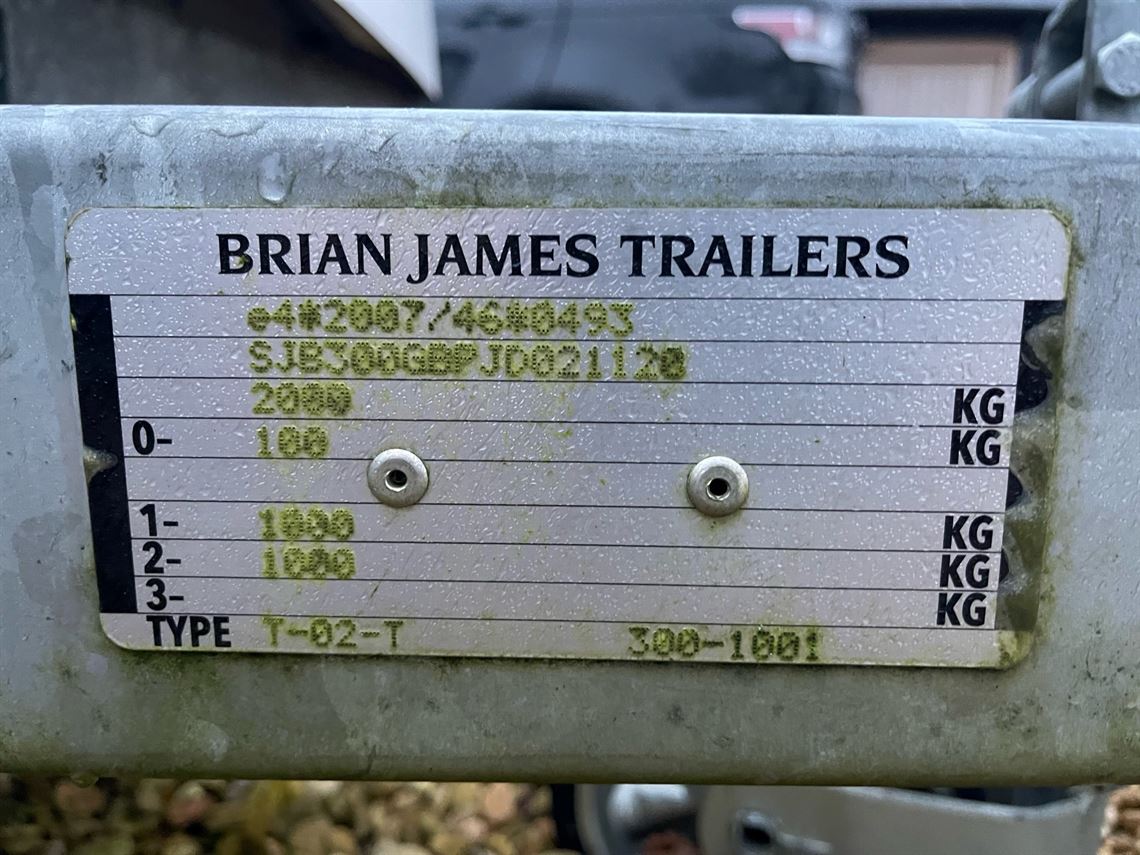 BRIAN JAMES TRAILERS
e4#2007/46#0493
SJB300GBPJD021120
2000 KG
0- 100 KG
1- 1000 KG
2- 1000 KG
3- KG
TYPE T-02-T 300-1001